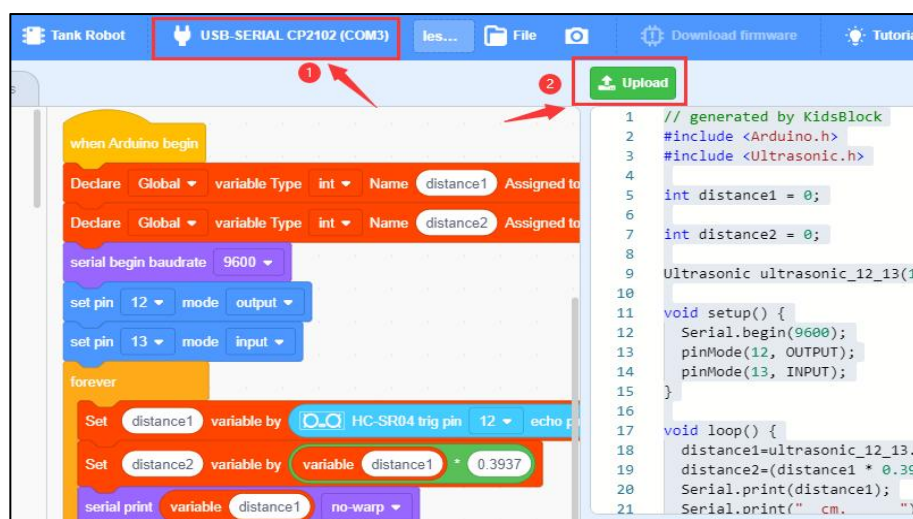 Tank Robot USB-SERIAL CP2102 (COM3) les... File Download firmware Tutoria
1
2
s
Upload
when Arduino begin
Declare Global variable Type int Name distance1 Assigned to
Declare Global variable Type int Name distance2 Assigned to
serial begin baudrate 9600
set pin 12 mode output
set pin 13 mode input
forever
Set distance1 variable by HC-SR04 trig pin 12 echo p
Set distance2 variable by variable distance1 * 0.3937
serial print variable distance1 no-warp
1 // generated by KidsBlock
2 #include <Arduino.h>
3 #include <Ultrasonic.h>
4
5 int distance1 = 0;
6
7 int distance2 = 0;
8
9 Ultrasonic ultrasonic_12_13(1
10
11 void setup() {
12 Serial.begin(9600);
13 pinMode(12, OUTPUT);
14 pinMode(13, INPUT);
15 }
16
17 void loop() {
18 distance1=ultrasonic_12_13.
19 distance2=(distance1 * 0.39
20 Serial.print(distance1);
21 Serial.print(" cm. ")